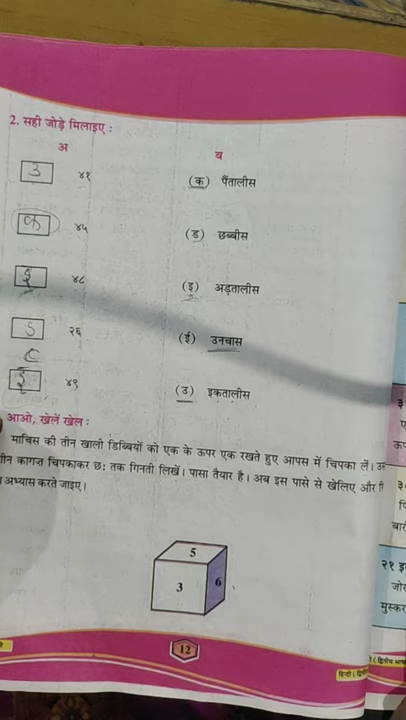 2. सही जोड़े मिलाइए :
अ ब
उ ४१ (क) पैंतालीस
क ४५ (ड) छब्बीस
इ ४८ (इ) अड़तालीस
ड २६ (ई) उनचास
ई ४९ (उ) इकतालीस
आओ, खेलें खेल :
माचिस की तीन खाली डिब्बियों को एक के ऊपर एक रखते हुए आपस में चिपका लें।
कागज चिपकाकर छः तक गिनती लिखें। पासा तैयार है। अब इस पासे से खेलिए और
अभ्यास करते जाइए।
5
3 6
12
हिन्दी
२१